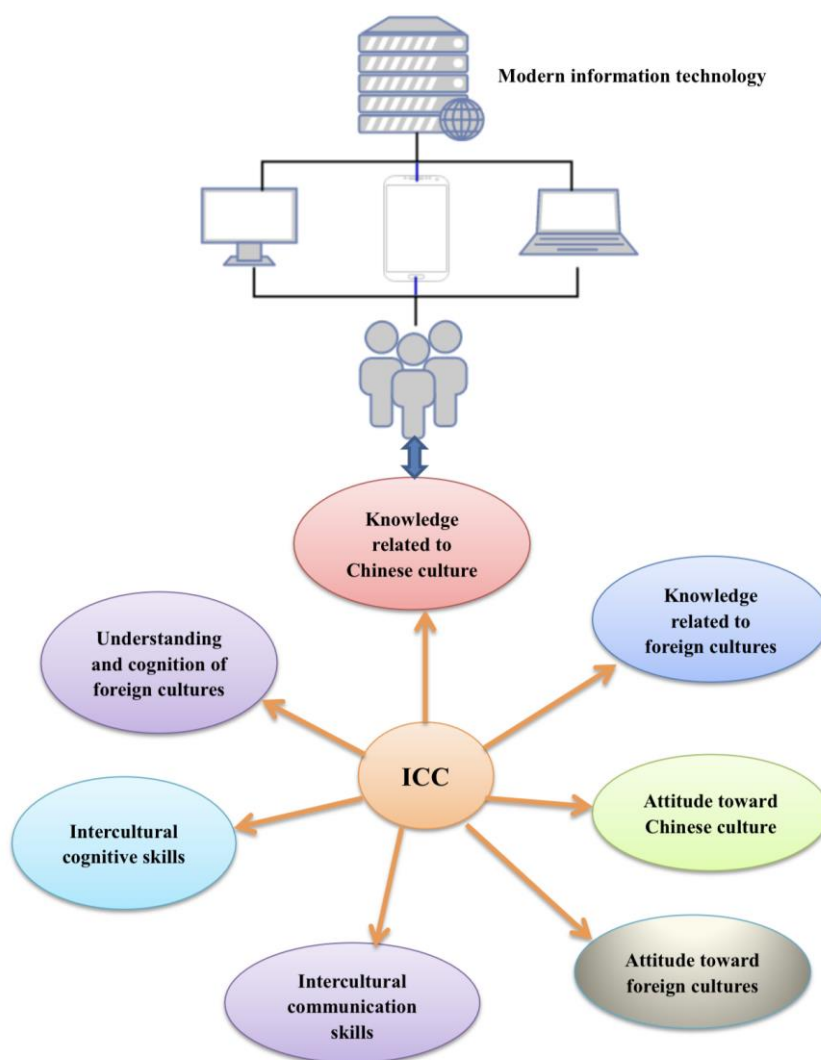 Modern information technology
Knowledge
related to
Chinese culture
Knowledge
related to
foreign cultures
Understanding
and cognition of
foreign cultures
ICC
Attitude toward
Chinese culture
Intercultural
cognitive skills
Attitude toward
foreign cultures
Intercultural
communication
skills